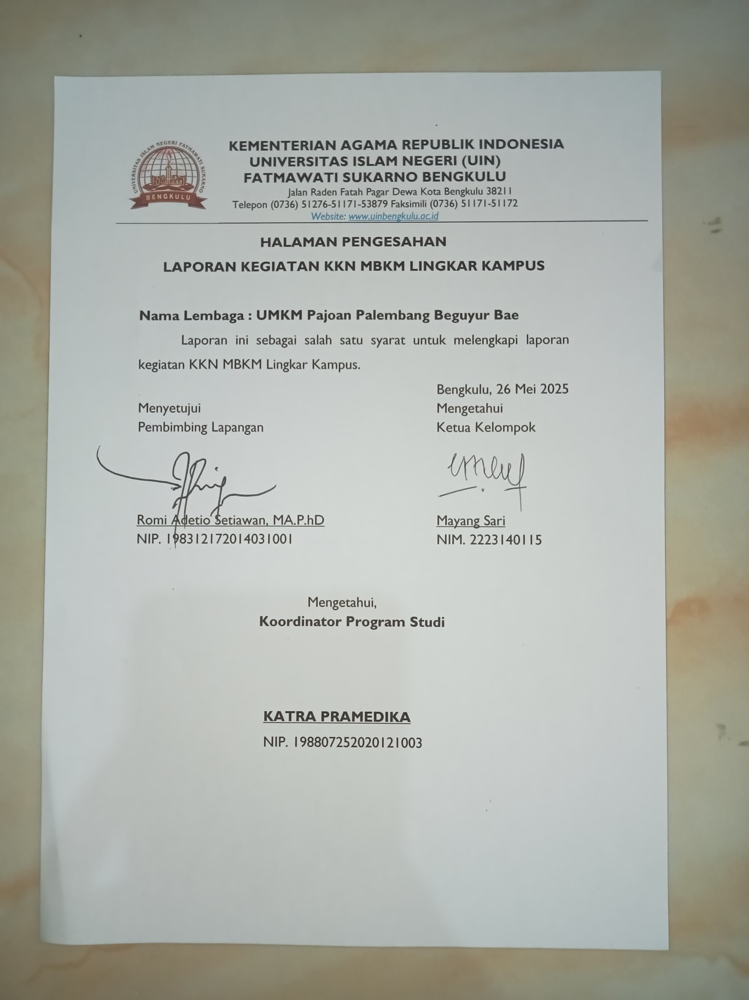 UNIVERSITAS ISLAM NEGERI FATMAWATI SUKARNO
BENGKULU
KEMENTERIAN AGAMA REPUBLIK INDONESIA
UNIVERSITAS ISLAM NEGERI (UIN)
FATMAWATI SUKARNO BENGKULU
Jalan Raden Fatah Pagar Dewa Kota Bengkulu 38211
Telepon (0736) 51276-51171-53879 Faksimili (0736) 51171-51172
Website: www.uinbengkulu.ac.id
HALAMAN PENGESAHAN
LAPORAN KEGIATAN KKN MBKM LINGKAR KAMPUS
Nama Lembaga : UMKM Pajoan Palembang Beguyur Bae
Laporan ini sebagai salah satu syarat untuk melengkapi laporan
kegiatan KKN MBKM Lingkar Kampus.
Bengkulu, 26 Mei 2025
Menyetujui
Pembimbing Lapangan
Mengetahui
Ketua Kelompok
Romi Adetio Setiawan, MA.P.hD
NIP. 198312172014031001
Mayang Sari
NIM. 2223140115
Mengetahui,
Koordinator Program Studi
KATRA PRAMEDIKA
NIP. 198807252020121003